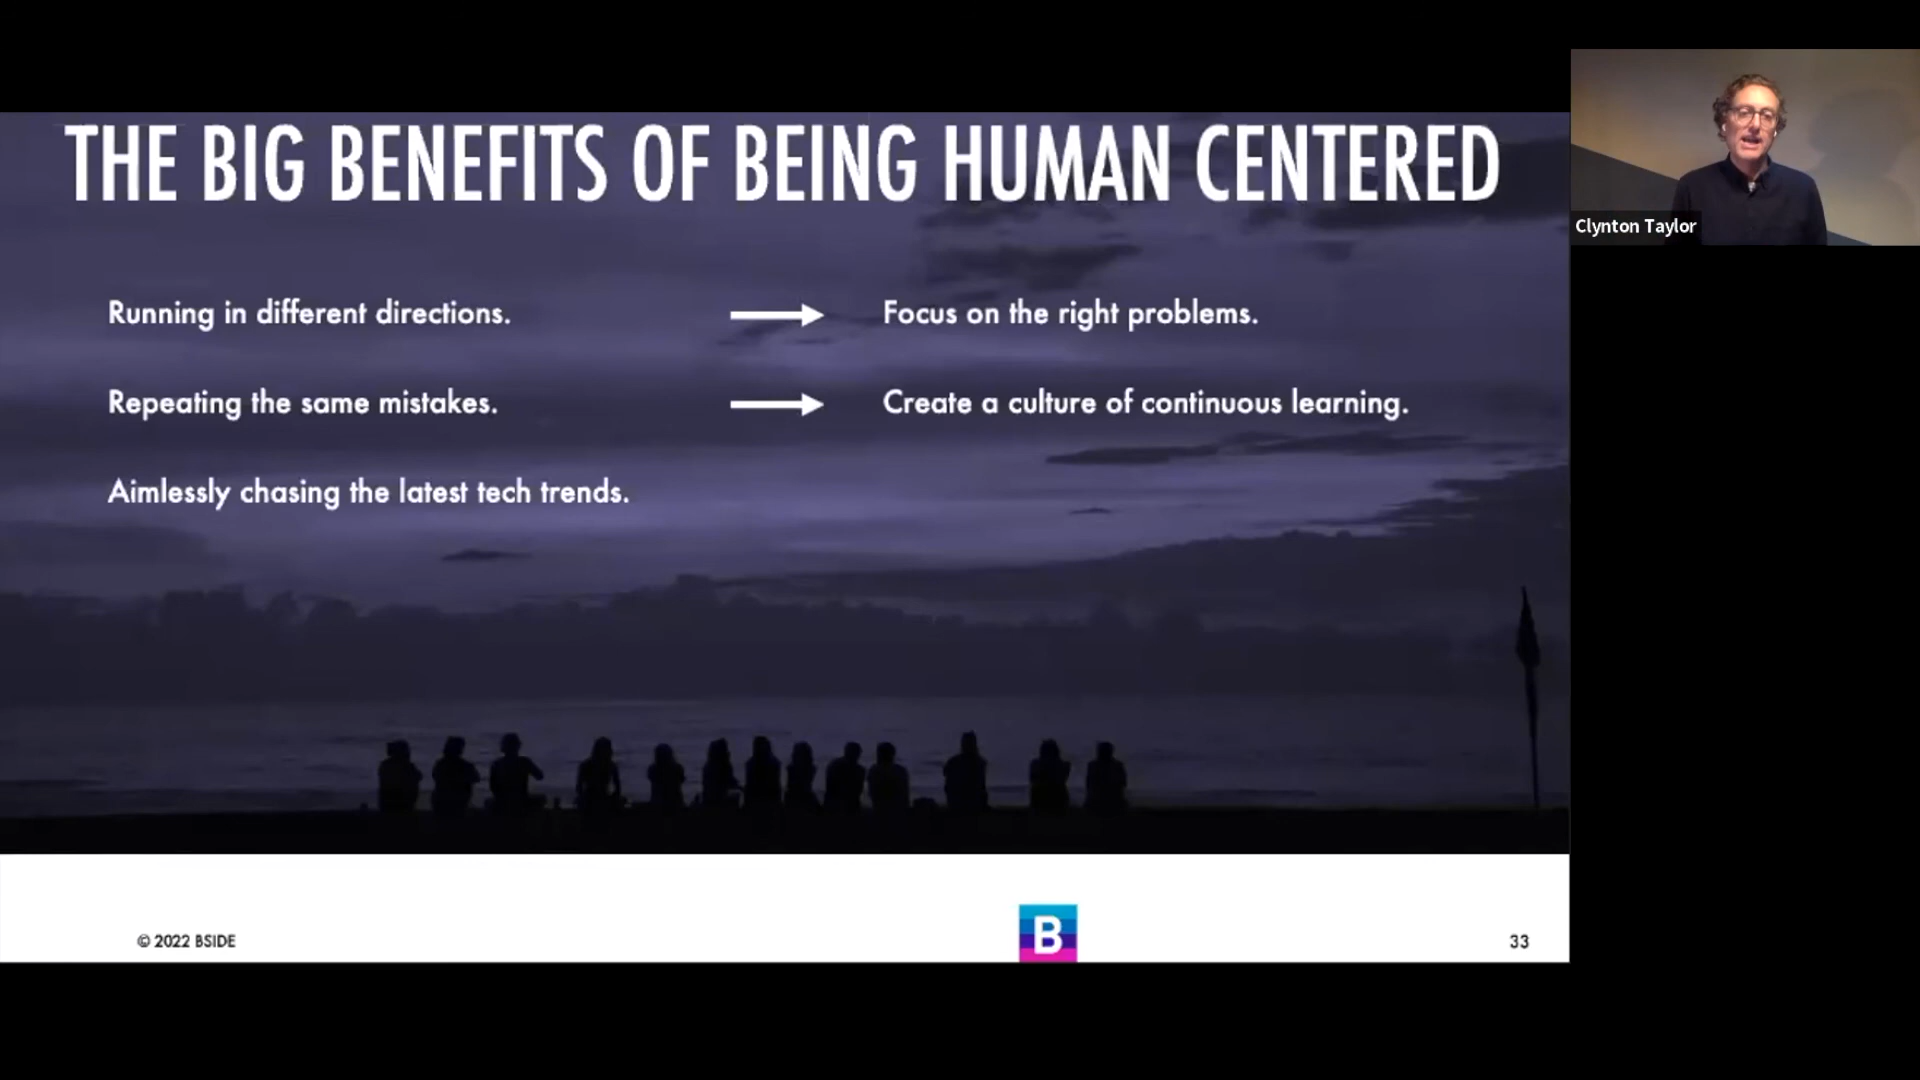 THE BIG BENEFITS OF BEING HUMAN CENTERED
Clynton Taylor
Running in different directions.
Focus on the right problems.
Repeating the same mistakes.
Create a culture of continuous learning.
Aimlessly chasing the latest tech trends.
© 2022 BSIDE
B
33